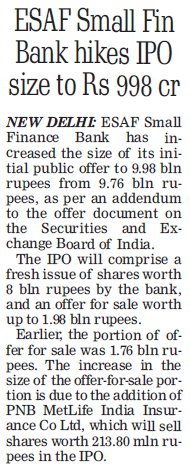 ESAF Small Fin
Bank hikes IPO
size to Rs 998 cr
NEW DELHI: ESAF Small
Finance Bank has in-
creased the size of its ini-
tial public offer to 9.98 bln
rupees from 9.76 bln ru-
pees, as per an addendum
to the offer document on
the Securities and Ex-
change Board of India.
The IPO will comprise a
fresh issue of shares worth
8 bln rupees by the bank,
and an offer for sale worth
up to 1.98 bln rupees.
Earlier, the portion of of-
fer for sale was 1.76 bln ru-
pees. The increase in the
size of the offer-for-sale por-
tion is due to the addition of
PNB MetLife India Insur-
ance Co Ltd, which will sell
shares worth 213.80 mln ru-
pees in the IPO.